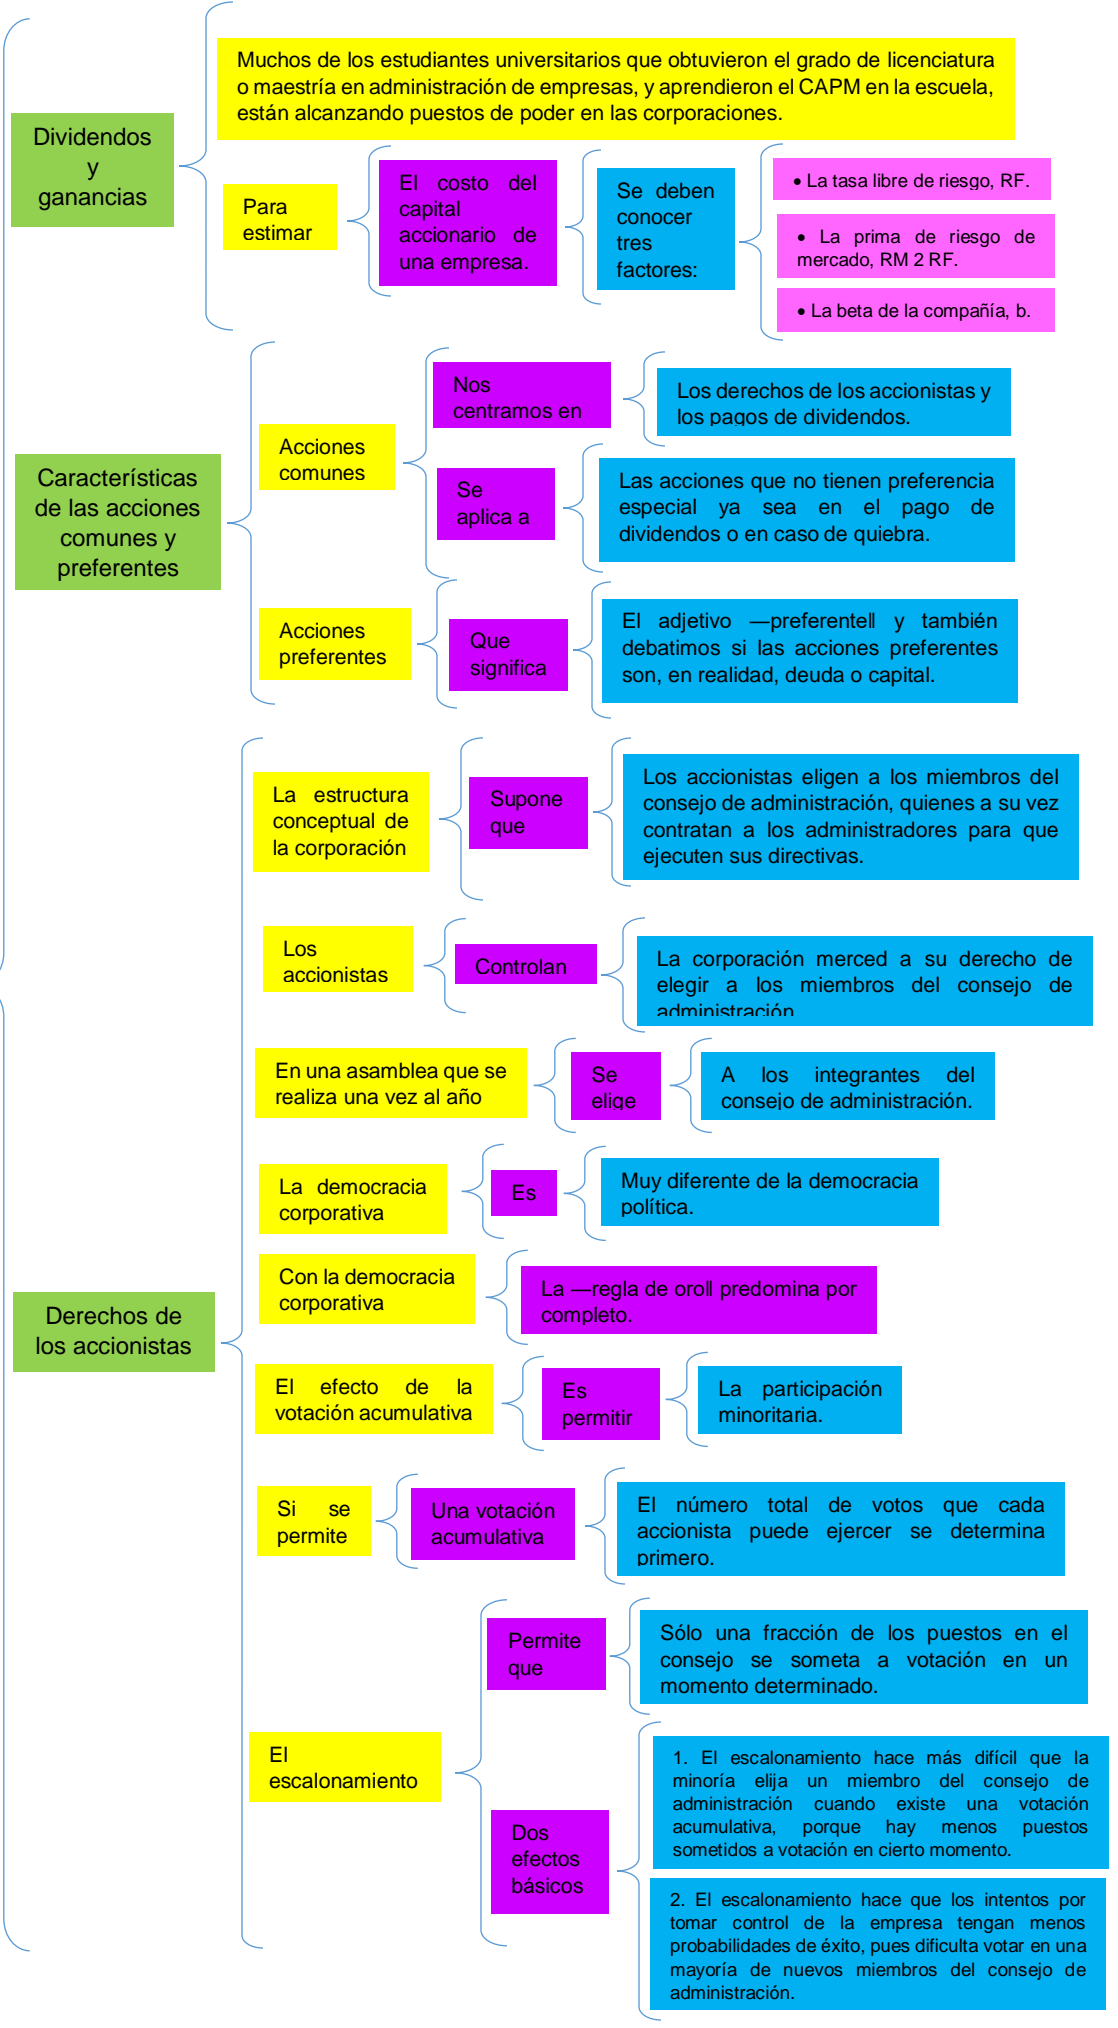 Dividendos
y
ganancias
Muchos de los estudiantes universitarios que obtuvieron el grado de licenciatura
o maestría en administración de empresas, y aprendieron el CAPM en la escuela,
están alcanzando puestos de poder en las corporaciones.
Para
estimar
El costo del
capital
accionario de
una empresa.
Se deben
conocer
tres
factores:
• La tasa libre de riesgo, RF.
• La prima de riesgo de
mercado, RM 2 RF.
• La beta de la compañía, b.
Características
de las acciones
comunes y
preferentes
Acciones
comunes
Nos
centramos en
Los derechos de los accionistas y
los pagos de dividendos.
Se
aplica a
Las acciones que no tienen preferencia
especial ya sea en el pago de
dividendos o en caso de quiebra.
Acciones
preferentes
Que
significa
El adjetivo ―preferentell y también
debatimos si las acciones preferentes
son, en realidad, deuda o capital.
Derechos de
los accionistas
La estructura
conceptual de
la corporación
Supone
que
Los accionistas eligen a los miembros del
consejo de administración, quienes a su vez
contratan a los administradores para que
ejecuten sus directivas.
Los
accionistas
Controlan
La corporación merced a su derecho de
elegir a los miembros del consejo de
administración
En una asamblea que se
realiza una vez al año
Se
elige
A los integrantes del
consejo de administración.
La democracia
corporativa
Es
Muy diferente de la democracia
política.
Con la democracia
corporativa
La ―regla de oroll predomina por
completo.
El efecto de la
votación acumulativa
Es
permitir
La participación
minoritaria.
Si se
permite
Una votación
acumulativa
El número total de votos que cada
accionista puede ejercer se determina
primero.
El
escalonamiento
Permite
que
Sólo una fracción de los puestos en el
consejo se someta a votación en un
momento determinado.
Dos
efectos
básicos
1. El escalonamiento hace más difícil que la
minoría elija un miembro del consejo de
administración cuando existe una votación
acumulativa, porque hay menos puestos
sometidos a votación en cierto momento.
2. El escalonamiento hace que los intentos por
tomar control de la empresa tengan menos
probabilidades de éxito, pues dificulta votar en una
mayoría de nuevos miembros del consejo de
administración.